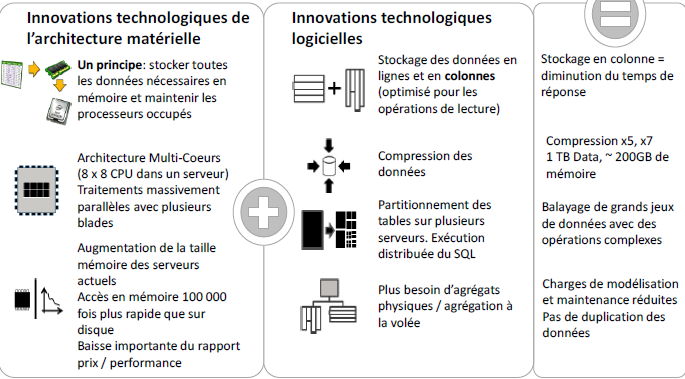 Innovations technologiques de
l’architecture matérielle
Un principe: stocker toutes
les données nécessaires en
mémoire et maintenir les
processeurs occupés
Architecture Multi-Coeurs
(8 x 8 CPU dans un serveur)
Traitements massivement
parallèles avec plusieurs
blades
Augmentation de la taille
mémoire des serveurs
actuels
Accès en mémoire 100 000
fois plus rapide que sur
disque
Baisse importante du rapport
prix / performance
Innovations technologiques
logicielles
Stockage des données en
lignes et en colonnes
(optimisé pour les
opérations de lecture)
Compression des
données
Partitionnement des
tables sur plusieurs
serveurs. Exécution
distribuée du SQL
Plus besoin d’agrégats
physiques / agrégation à
la volée
Stockage en colonne =
diminution du temps de
réponse
Compression x5, x7
1 TB Data, ~ 200GB de
mémoire
Balayage de grands jeux
de données avec des
opérations complexes
Charges de modélisation
et maintenance réduites
Pas de duplication des
données